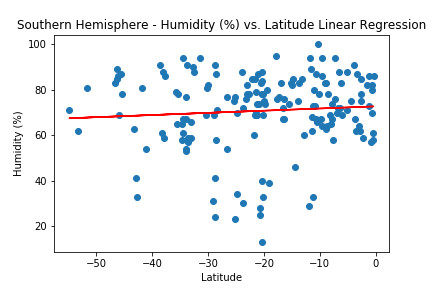 Southern Hemisphere - Humidity (%) vs. Latitude Linear Regression
100
80
60
40
20
Humidity (%)
−50 −40 −30 −20 −10 0
Latitude